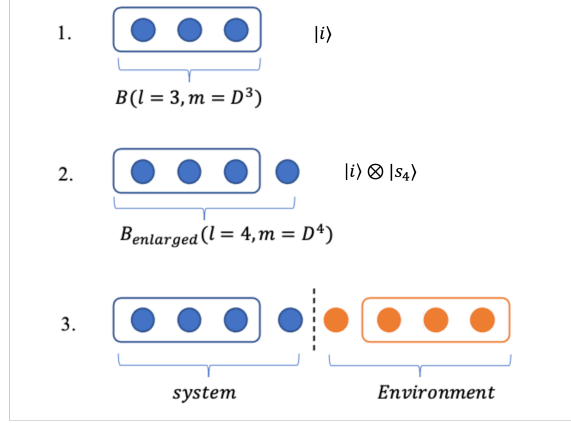 1. |i⟩
B(l = 3, m = D³)
2. |i⟩ ⊗ |s₄⟩
B_enlarged(l = 4, m = D⁴)
3.
system Environment